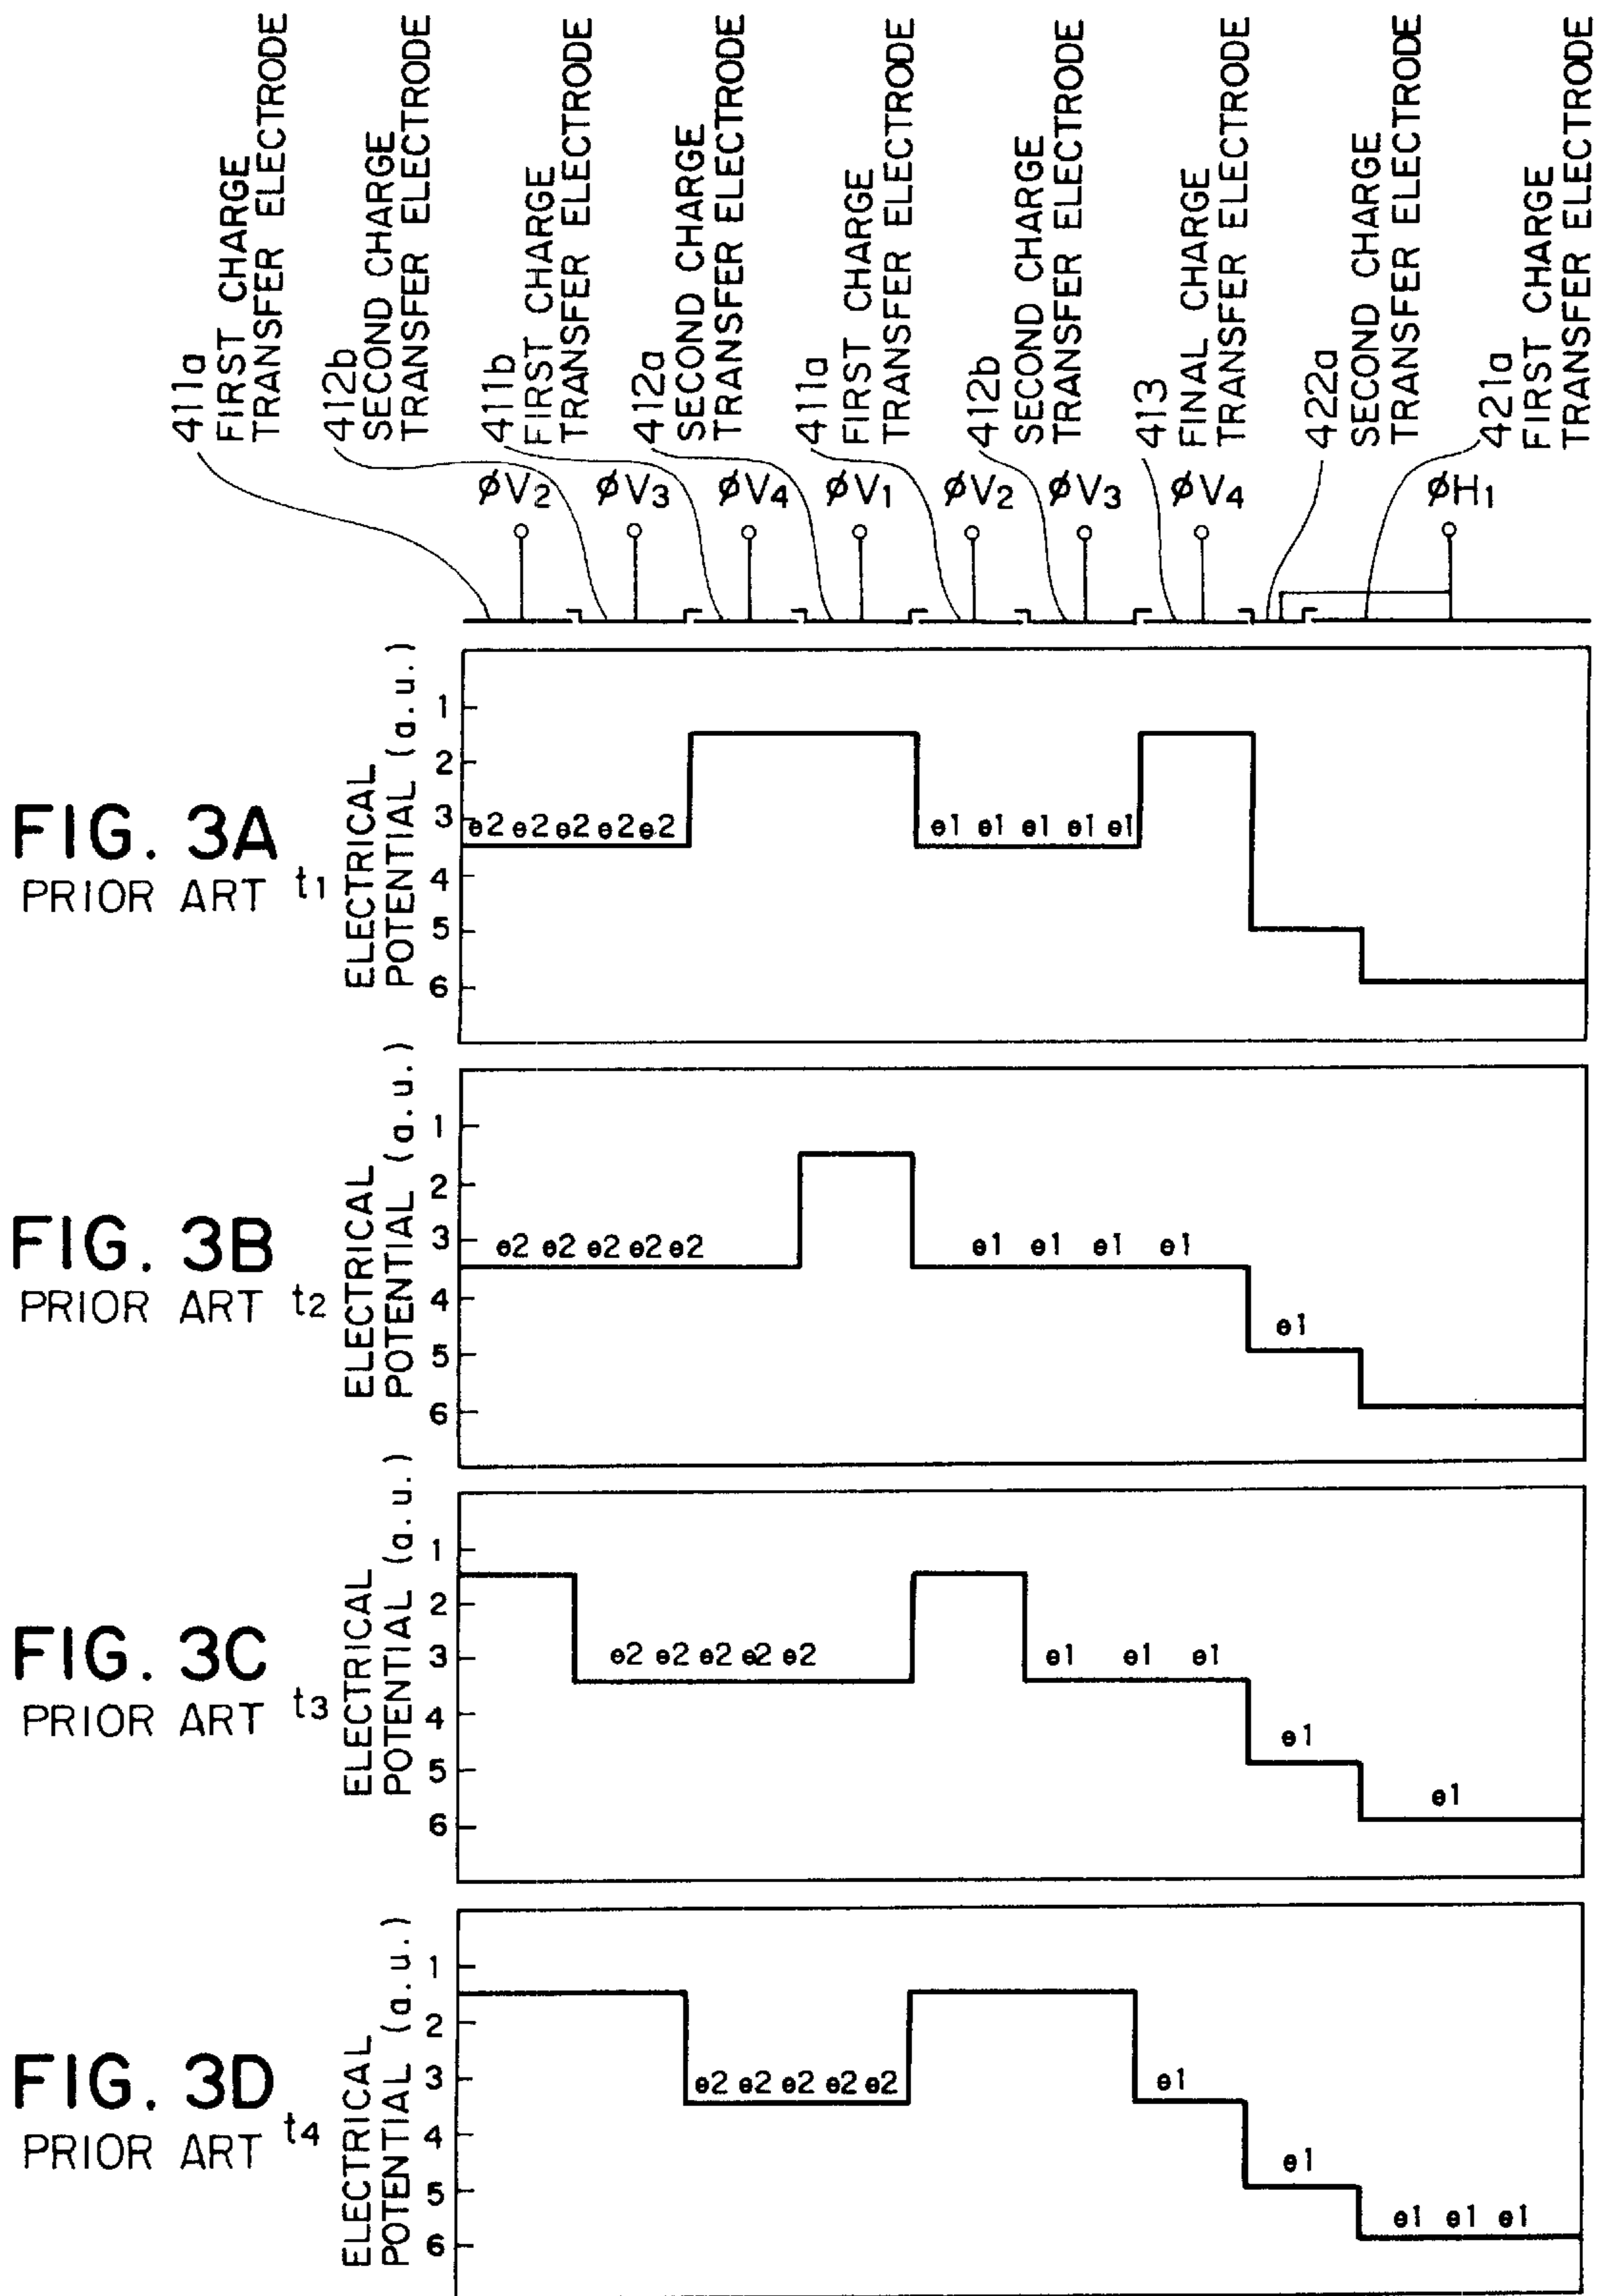 411a
FIRST CHARGE
TRANSFER ELECTRODE
412b
SECOND CHARGE
TRANSFER ELECTRODE
411b
FIRST CHARGE
TRANSFER ELECTRODE
412a
SECOND CHARGE
TRANSFER ELECTRODE
411a
FIRST CHARGE
TRANSFER ELECTRODE
412b
SECOND CHARGE
TRANSFER ELECTRODE
413
FINAL CHARGE
TRANSFER ELECTRODE
422a
SECOND CHARGE
TRANSFER ELECTRODE
421a
FIRST CHARGE
TRANSFER ELECTRODE
øV2 øV3 øV4 øV1 øV2 øV3 øV4 øH1
FIG. 3A
PRIOR ART
t1
ELECTRICAL
POTENTIAL (a.u.)
1
2
3
4
5
6
e2 e2 e2 e2 e2
e1 e1 e1 e1 e1
FIG. 3B
PRIOR ART
t2
ELECTRICAL
POTENTIAL (a.u.)
1
2
3
4
5
6
e2 e2 e2 e2 e2
e1 e1 e1 e1
e1
FIG. 3C
PRIOR ART
t3
ELECTRICAL
POTENTIAL (a.u.)
1
2
3
4
5
6
e2 e2 e2 e2 e2
e1 e1 e1
e1
e1
FIG. 3D
PRIOR ART
t4
ELECTRICAL
POTENTIAL (a.u.)
1
2
3
4
5
6
e2 e2 e2 e2 e2
e1
e1
e1 e1 e1